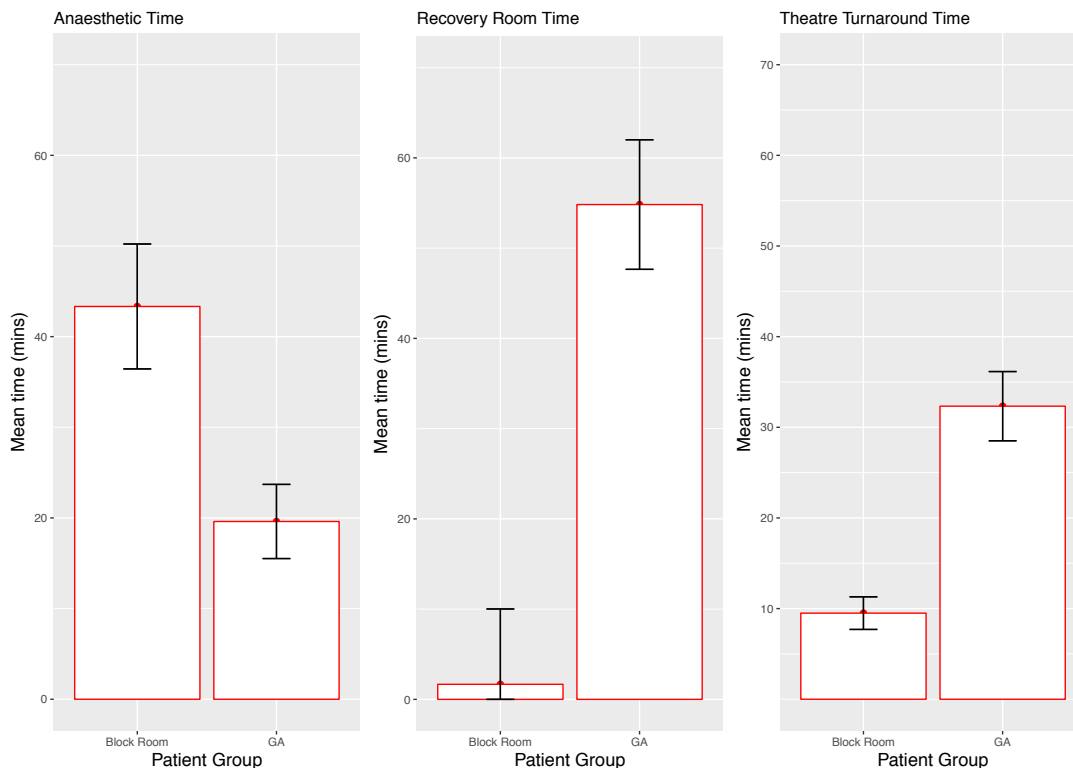 Anaesthetic Time
Mean time (mins)
60
40
20
0
Block Room
GA
Patient Group
Recovery Room Time
Mean time (mins)
60
40
20
0
Block Room
GA
Patient Group
Theatre Turnaround Time
Mean time (mins)
70
60
50
40
30
20
10
Block Room
GA
Patient Group